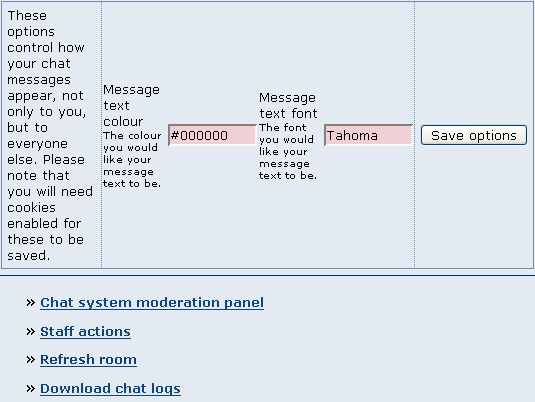 These
options
control how
your chat
messages
appear, not
only to you,
but to
everyone
else. Please
note that
you will need
cookies
enabled for
these to be
saved.
Message
text
colour
The colour
you would
like your
message
text to be.
#000000
Message
text font
The font
you would
like your
message
text to be.
Tahoma
Save options
» Chat system moderation panel
» Staff actions
» Refresh room
» Download chat logs